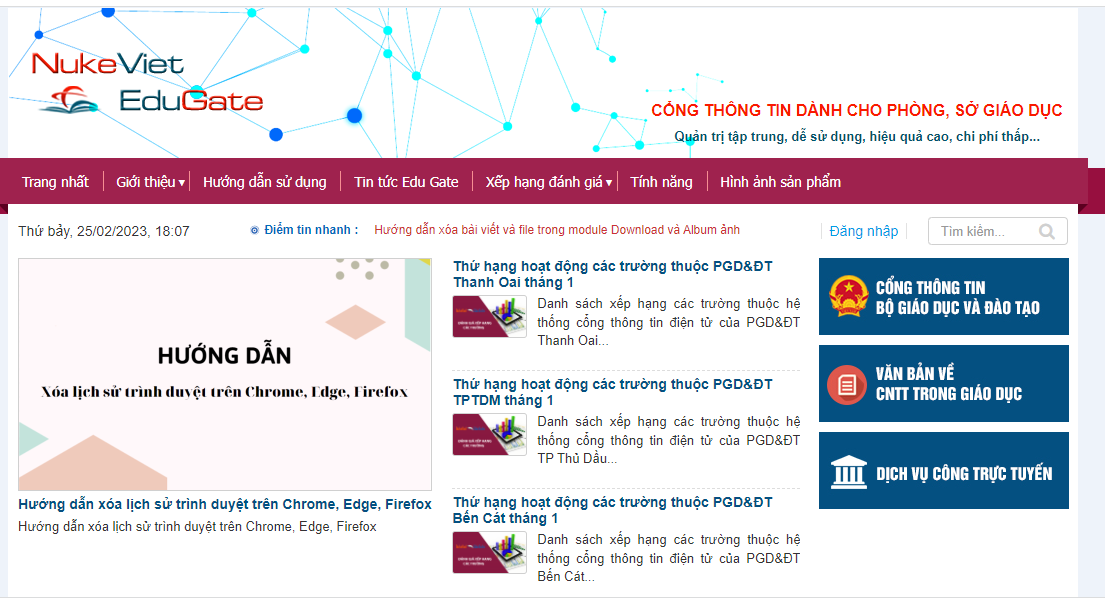 NukeViet
EduGate
CỔNG THÔNG TIN DÀNH CHO PHÒNG, SỞ GIÁO DỤC
Quản trị tập trung, dễ sử dụng, hiệu quả cao, chi phí thấp...
Trang nhất
Giới thiệu
Hướng dẫn sử dụng
Tin tức Edu Gate
Xếp hạng đánh giá
Tính năng
Hình ảnh sản phẩm
Thứ bảy, 25/02/2023, 18:07
Điểm tin nhanh :
Hướng dẫn xóa bài viết và file trong module Download và Album ảnh
Đăng nhập
Tìm kiếm...
HƯỚNG DẪN
Xóa lịch sử trình duyệt trên Chrome, Edge, Firefox
Hướng dẫn xóa lịch sử trình duyệt trên Chrome, Edge, Firefox
Hướng dẫn xóa lịch sử trình duyệt trên Chrome, Edge, Firefox
Thứ hạng hoạt động các trường thuộc PGD&ĐT
Thanh Oai tháng 1
Danh sách xếp hạng các trường thuộc hệ
thống cổng thông tin điện tử của PGD&ĐT
Thanh Oai...
Thứ hạng hoạt động các trường thuộc PGD&ĐT
TPTDM tháng 1
Danh sách xếp hạng các trường thuộc hệ
thống cổng thông tin điện tử của PGD&ĐT
TP Thủ Dầu...
Thứ hạng hoạt động các trường thuộc PGD&ĐT
Bến Cát tháng 1
Danh sách xếp hạng các trường thuộc hệ
thống cổng thông tin điện tử của PGD&ĐT
Bến Cát...
CỔNG THÔNG TIN
BỘ GIÁO DỤC VÀ ĐÀO TẠO
VĂN BẢN VỀ
CNTT TRONG GIÁO DỤC
DỊCH VỤ CÔNG TRỰC TUYẾN